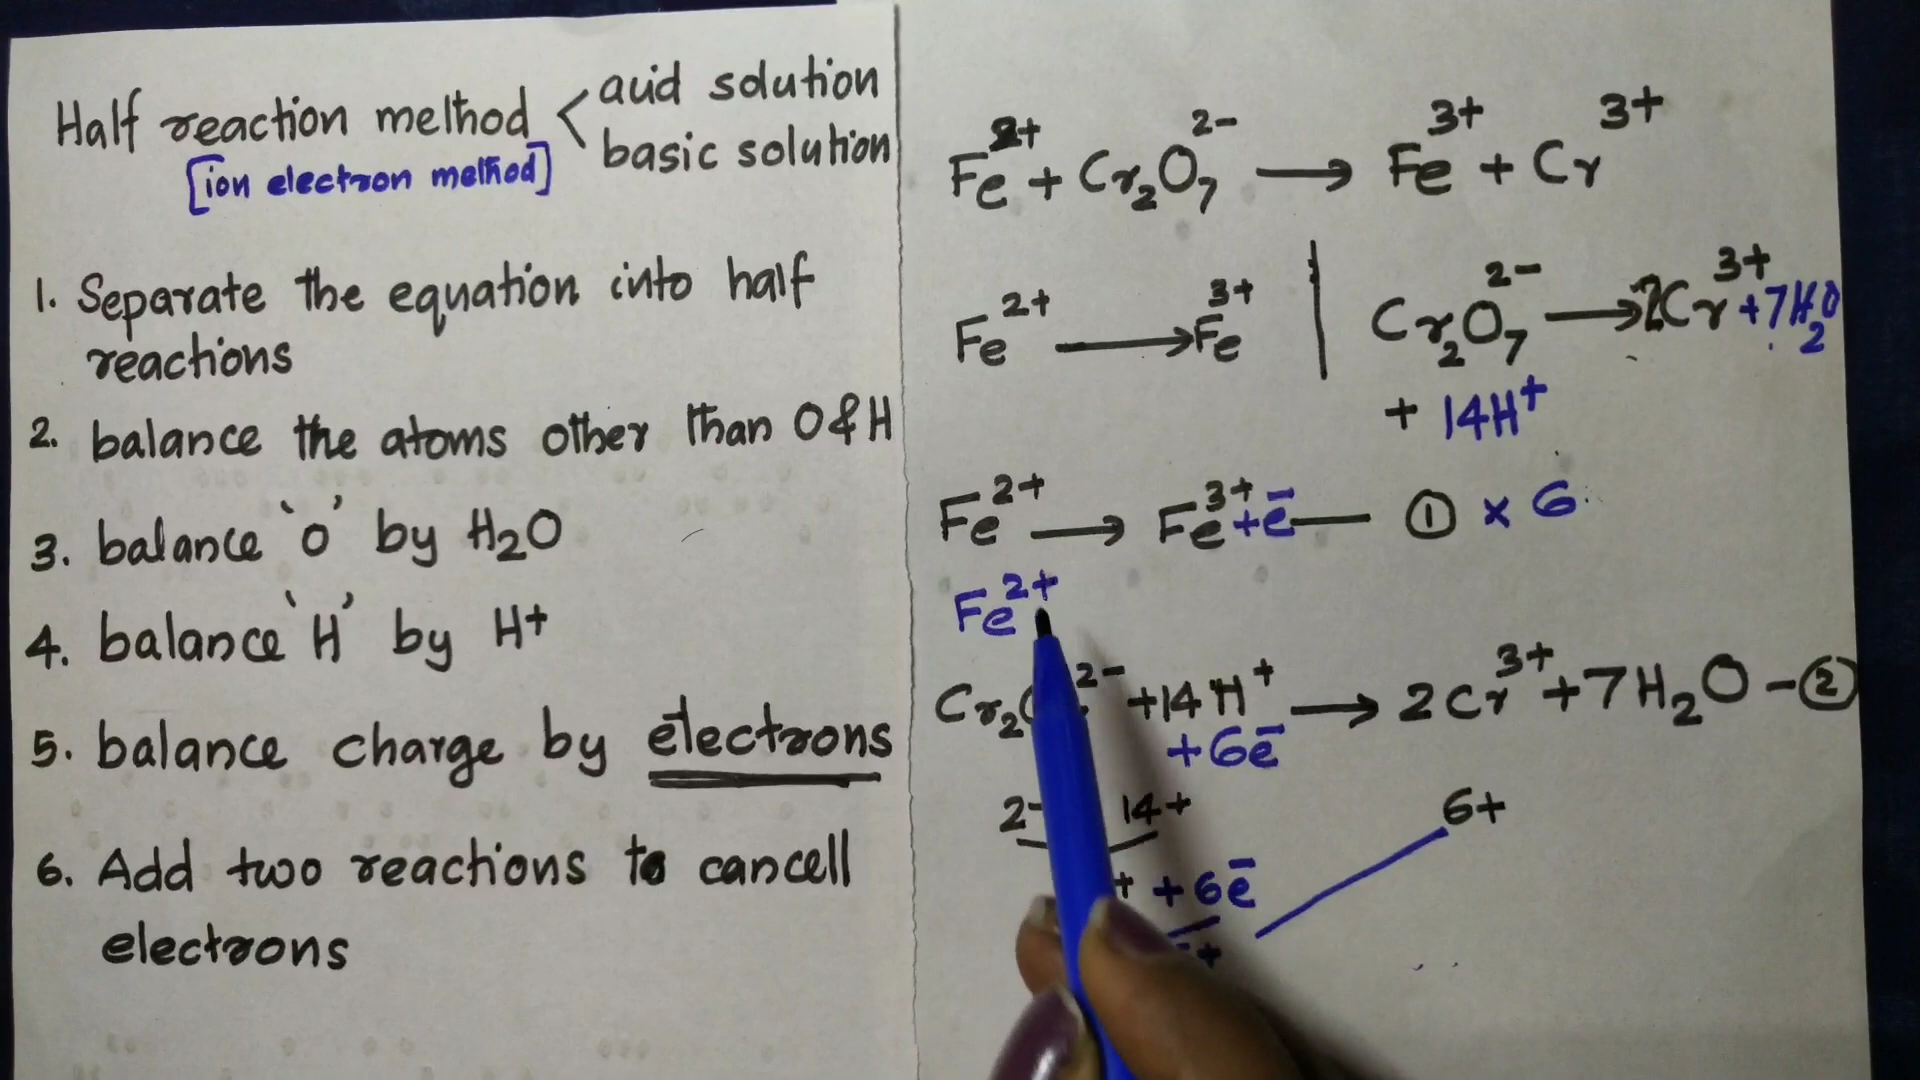 Half reaction method < acid solution
basic solution
[ion electron method]
1. Separate the equation into half
reactions
2. balance the atoms other than O & H
3. balance 'O' by H₂O
4. balance 'H' by H⁺
5. balance charge by electrons
6. Add two reactions to cancell
electrons
Fe²⁺ + Cr₂O₇²⁻ → Fe³⁺ + Cr³⁺
Fe²⁺ → Fe³⁺ | Cr₂O₇²⁻ → 2Cr³⁺ + 7H₂O
+ 14H⁺
Fe²⁺ → Fe³⁺ + e⁻ — ① × 6
Fe²⁺
Cr₂ ²⁻ + 14H⁺ → 2Cr³⁺ + 7H₂O - ②
+ 6e⁻
2- 14+ 6+
+ + 6e⁻